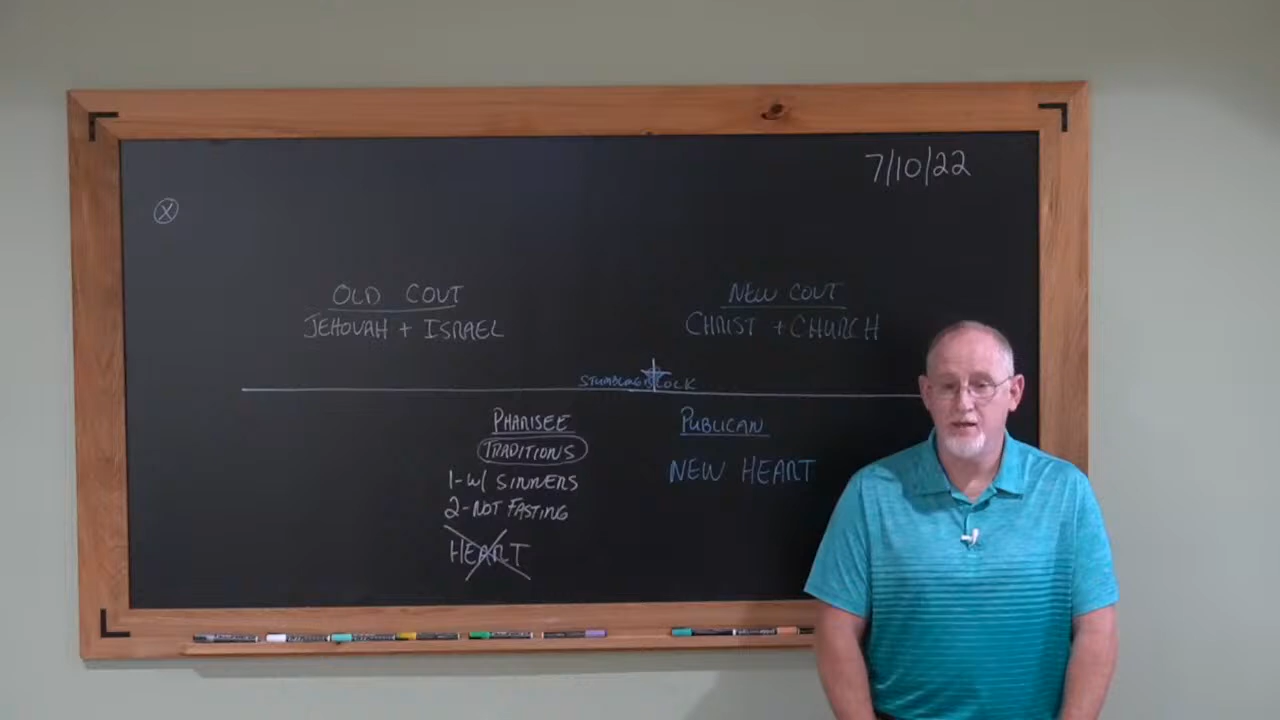 7/10/22
X
OLD COVT
JEHOVAH + ISRAEL
NEW COVT
CHRIST + CHURCH
STUMBLING BLOCK
PHARISEE
TRADITIONS
1-W/ SINNERS
2-NOT FASTING
HEART
PUBLICAN
NEW HEART